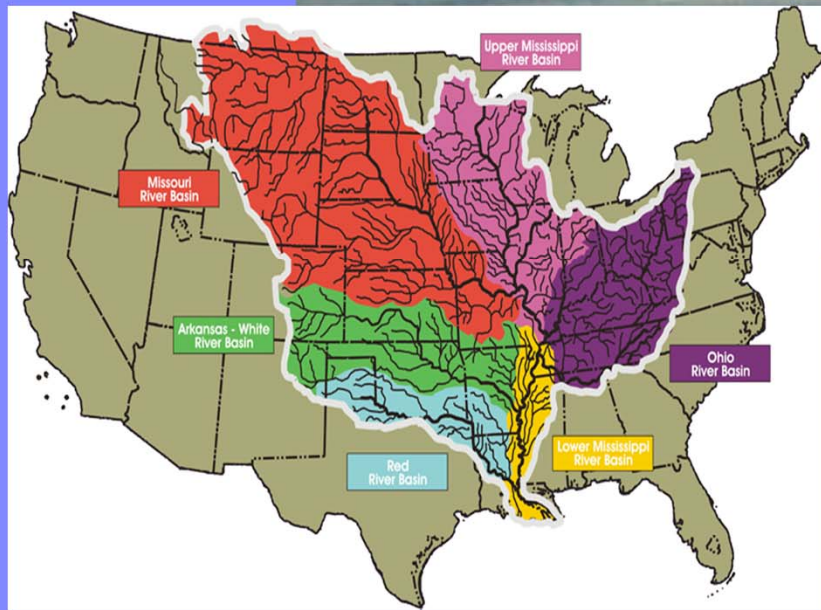 Upper Mississippi
River Basin
Missouri
River Basin
Arkansas - White
River Basin
Ohio
River Basin
Lower Mississippi
River Basin
Red
River Basin